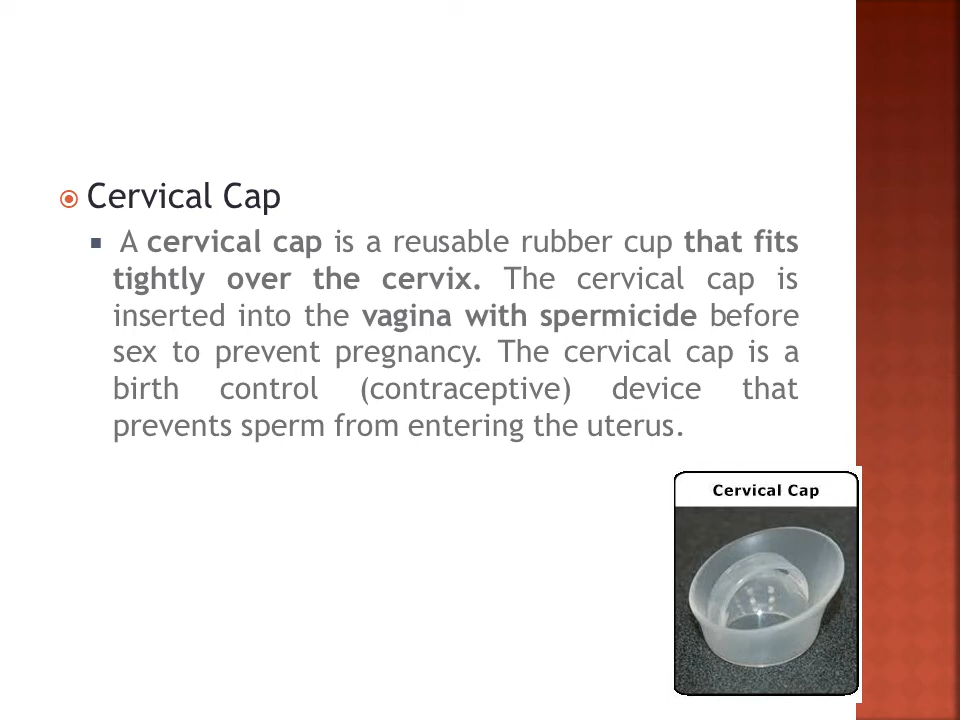 Cervical Cap
A cervical cap is a reusable rubber cup that fits
tightly over the cervix. The cervical cap is
inserted into the vagina with spermicide before
sex to prevent pregnancy. The cervical cap is a
birth control (contraceptive) device that
prevents sperm from entering the uterus.
Cervical Cap